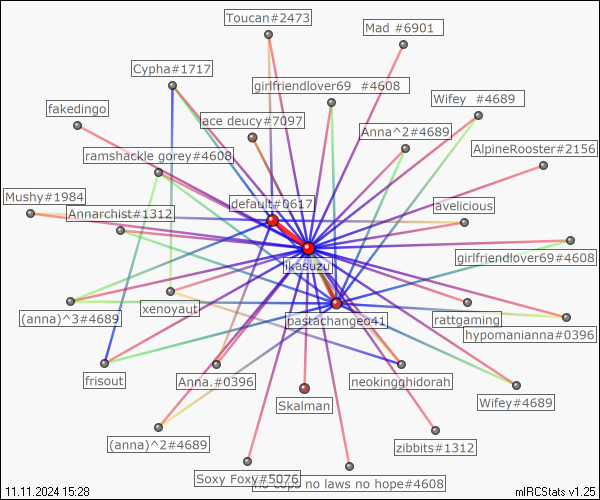 Toucan#2473
Mad #6901
Cypha#1717
girlfriendlover69 #4608
Wifey #4689
fakedingo
ace deucy#7097
Anna^2#4689
ramshackle gorey#4608
AlpineRooster#2156
Mushy#1984
default#0617
avelicious
Annarchist#1312
girlfriendlover69#4608
ikasuzu
(anna)^3#4689
xenoyaut
pastachange041
rattgaming
hypomanianna#0396
frisout
Anna.#0396
neokingghidorah
Skalman
Wifey#4689
(anna)^2#4689
zibbits#1312
Soxy Foxy#5076
no cops no laws no hope#4608
11.11.2024 15:28
mIRCStats v1.25